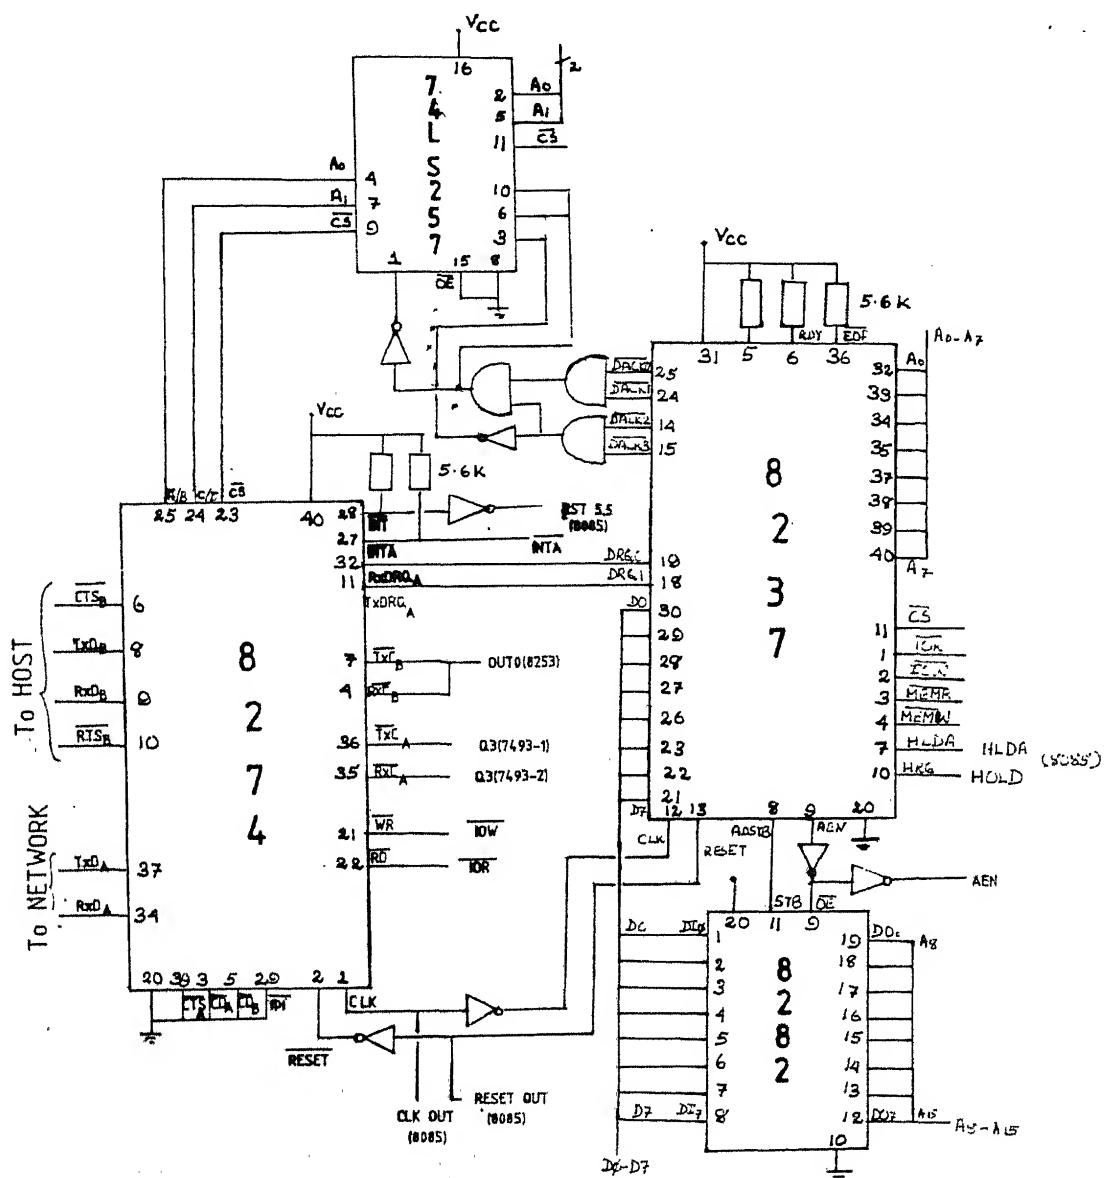 VCC
16
2
74LS257
2
A0
5
A1
11
CS
10
6
3
A0
4
A1
7
CS
9
1
15
8
OE
VCC
5.6K
31
5
6
RDY
36
EOP
A0-A7
32
A0
39
34
35
37
38
39
40
A7
DACK0
25
DACK1
24
DACK2
14
DACK3
15
8237
VCC
5.6K
A/B
C/D
CS
25
24
23
40
28
INT
RST 5.5
(8085)
27
INTA
INTA
32
RxDRQA
DRQ0
19
11
TxDRQA
DRQ1
18
D0
30
29
28
27
26
23
22
21
D7
11
CS
1
IOR
2
IOW
3
MEMR
4
MEMW
7
HLDA
HLDA
(8085)
10
HRQ
HOLD
To HOST
CTSB
6
TxDB
8
RxDB
9
RTSB
10
8274
7
TxCB
OUT0(8253)
4
RxCB
36
TxCA
Q3(7493-1)
35
RxCA
Q3(7493-2)
21
WR
IOW
22
RD
IOR
To NETWORK
TxDA
37
RxDA
34
12
13
8
9
20
CLK
RESET
ADSTB
AEN
AEN
20
39
3
5
29
2
1
CTSA
CDA
CDB
IPI
CLK
RESET
CLK OUT
(8085)
RESET OUT
(8085)
20
11
STB
9
OE
8282
D0
DI0
1
2
3
4
5
6
7
D7
DI7
8
19
DO0
A8
18
17
16
15
14
13
12
DO7
A15
A8-A15
10
D0-D7